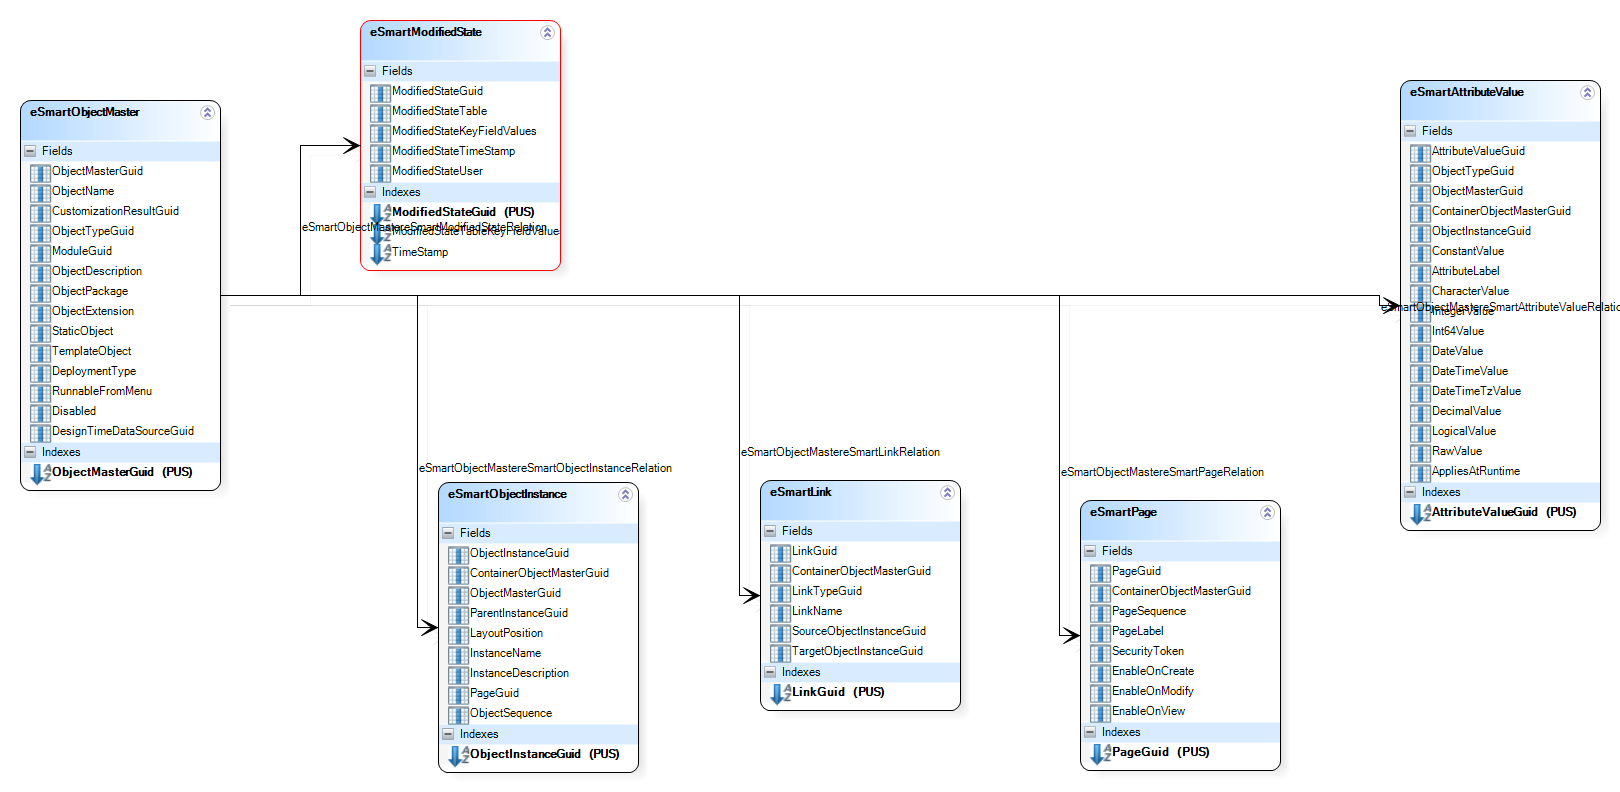 eSmartObjectMaster
Fields
ObjectMasterGuid
ObjectName
CustomizationResultGuid
ObjectTypeGuid
ModuleGuid
ObjectDescription
ObjectPackage
ObjectExtension
StaticObject
TemplateObject
DeploymentType
RunnableFromMenu
Disabled
DesignTimeDataSourceGuid
Indexes
ObjectMasterGuid (PUS)
eSmartModifiedState
Fields
ModifiedStateGuid
ModifiedStateTable
ModifiedStateKeyFieldValues
ModifiedStateTimeStamp
ModifiedStateUser
Indexes
ModifiedStateGuid (PUS)
eSmartObjectMastereSmartModifiedStateRelation
ModifiedStateTableKeyFieldValue
TimeStamp
eSmartObjectMastereSmartObjectInstanceRelation
eSmartObjectInstance
Fields
ObjectInstanceGuid
ContainerObjectMasterGuid
ObjectMasterGuid
ParentInstanceGuid
LayoutPosition
InstanceName
InstanceDescription
PageGuid
ObjectSequence
Indexes
ObjectInstanceGuid (PUS)
eSmartObjectMastereSmartLinkRelation
eSmartLink
Fields
LinkGuid
ContainerObjectMasterGuid
LinkTypeGuid
LinkName
SourceObjectInstanceGuid
TargetObjectInstanceGuid
Indexes
LinkGuid (PUS)
eSmartObjectMastereSmartPageRelation
eSmartPage
Fields
PageGuid
ContainerObjectMasterGuid
PageSequence
PageLabel
SecurityToken
EnableOnCreate
EnableOnModify
EnableOnView
Indexes
PageGuid (PUS)
eSmartAttributeValue
Fields
AttributeValueGuid
ObjectTypeGuid
ObjectMasterGuid
ContainerObjectMasterGuid
ObjectInstanceGuid
ConstantValue
AttributeLabel
CharacterValue
eSmartObjectMastereSmartAttributeValueRelatio
IntegerValue
Int64Value
DateValue
DateTimeValue
DateTimeTzValue
DecimalValue
LogicalValue
RawValue
AppliesAtRuntime
Indexes
AttributeValueGuid (PUS)